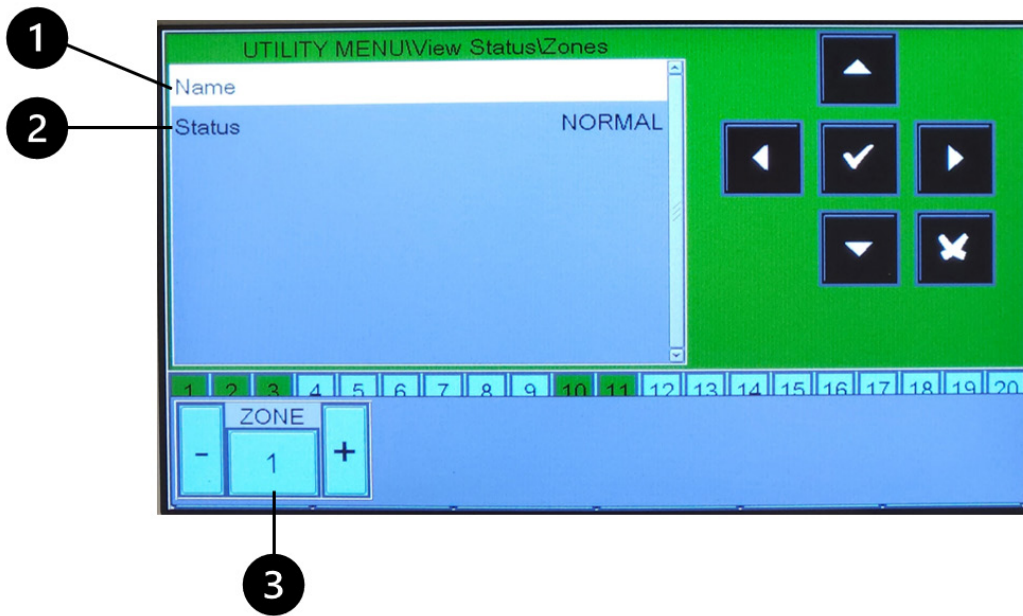 1
UTILITY MENU\View Status\Zones
Name
2
Status NORMAL
1 2 3 4 5 6 7 8 9 10 11 12 13 14 15 16 17 18 19 20
ZONE
- 1 +
3